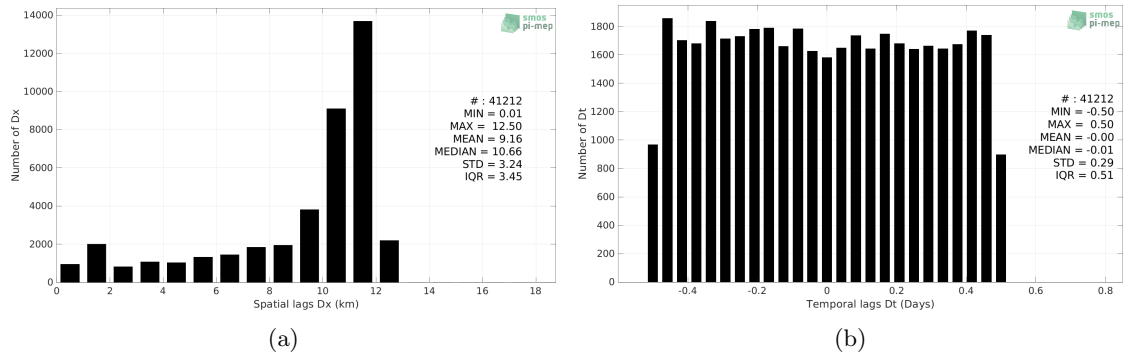 14000
12000
10000
8000
6000
4000
2000
0
Number of Dx
smos
pi-mep
# : 41212
MIN = 0.01
MAX = 12.50
MEAN = 9.16
MEDIAN = 10.66
STD = 3.24
IQR = 3.45
0 2 4 6 8 10 12 14 16 18
Spatial lags Dx (km)
(a)
1800
1600
1400
1200
1000
800
600
400
200
0
Number of Dt
smos
pi-mep
# : 41212
MIN = -0.50
MAX = 0.50
MEAN = -0.00
MEDIAN = -0.01
STD = 0.29
IQR = 0.51
-0.4 -0.2 0 0.2 0.4 0.6 0.8
Temporal lags Dt (Days)
(b)